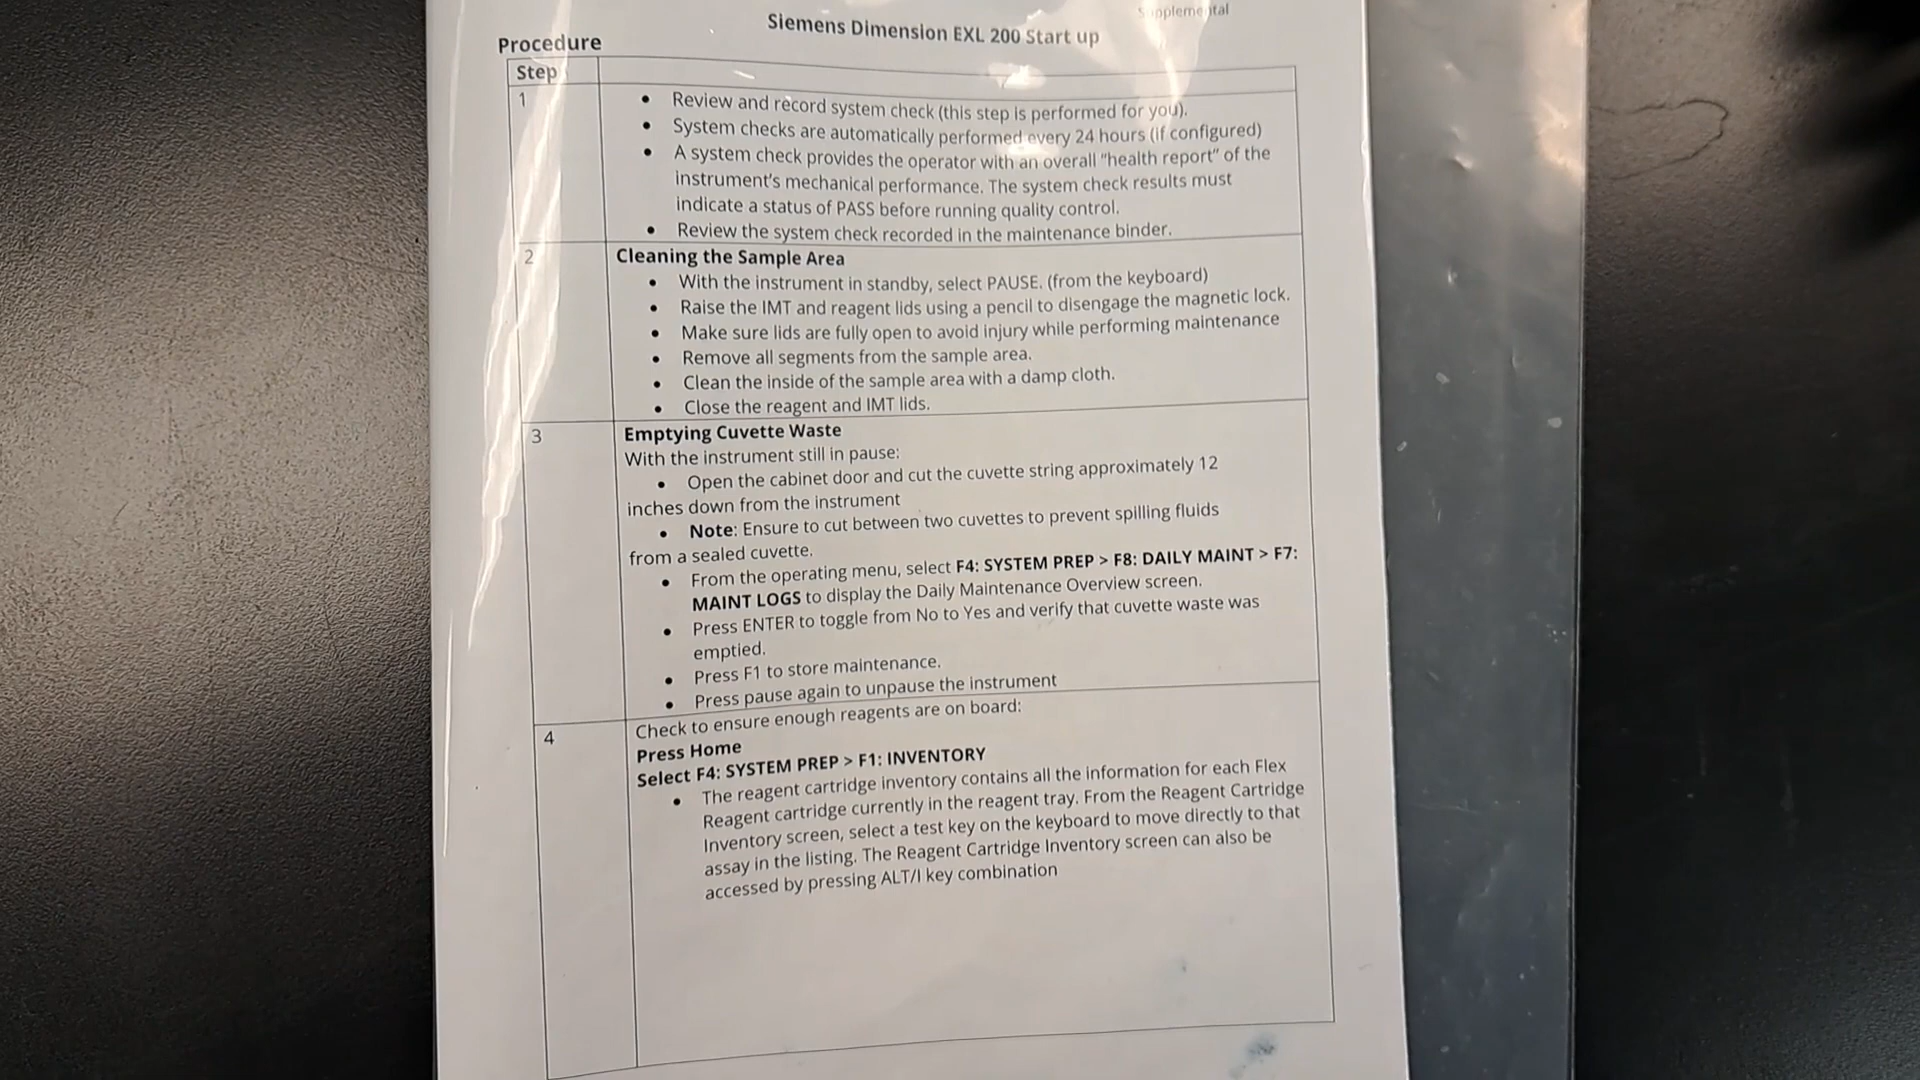 Supplemental
Siemens Dimension EXL 200 Start up
Procedure
Step
1
• Review and record system check (this step is performed for you).
• System checks are automatically performed every 24 hours (if configured)
• A system check provides the operator with an overall "health report" of the
instrument's mechanical performance. The system check results must
indicate a status of PASS before running quality control.
• Review the system check recorded in the maintenance binder.
2
Cleaning the Sample Area
• With the instrument in standby, select PAUSE. (from the keyboard)
• Raise the IMT and reagent lids using a pencil to disengage the magnetic lock.
• Make sure lids are fully open to avoid injury while performing maintenance
• Remove all segments from the sample area.
• Clean the inside of the sample area with a damp cloth.
• Close the reagent and IMT lids.
3
Emptying Cuvette Waste
With the instrument still in pause:
• Open the cabinet door and cut the cuvette string approximately 12
inches down from the instrument
• Note: Ensure to cut between two cuvettes to prevent spilling fluids
from a sealed cuvette.
• From the operating menu, select F4: SYSTEM PREP > F8: DAILY MAINT > F7:
MAINT LOGS to display the Daily Maintenance Overview screen.
• Press ENTER to toggle from No to Yes and verify that cuvette waste was
emptied.
• Press F1 to store maintenance.
• Press pause again to unpause the instrument
4
Check to ensure enough reagents are on board:
Press Home
Select F4: SYSTEM PREP > F1: INVENTORY
• The reagent cartridge inventory contains all the information for each Flex
Reagent cartridge currently in the reagent tray. From the Reagent Cartridge
Inventory screen, select a test key on the keyboard to move directly to that
assay in the listing. The Reagent Cartridge Inventory screen can also be
accessed by pressing ALT/I key combination